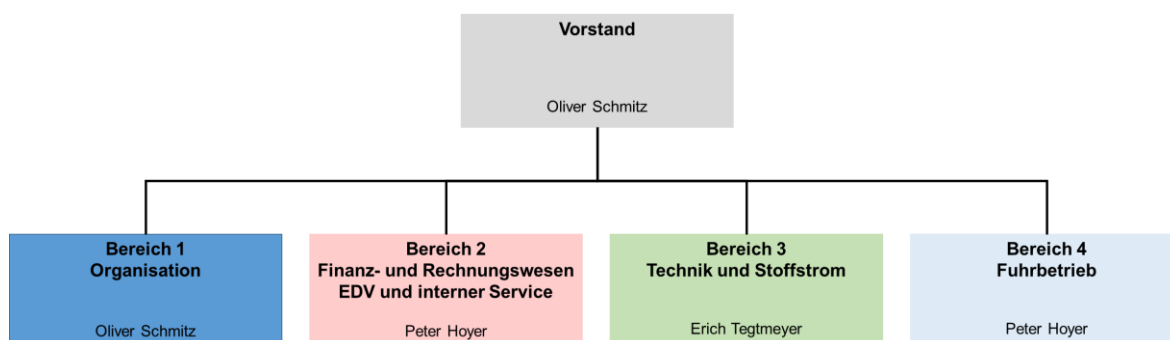 Vorstand
Oliver Schmitz
Bereich 1
Organisation
Oliver Schmitz
Bereich 2
Finanz- und Rechnungswesen
EDV und interner Service
Peter Hoyer
Bereich 3
Technik und Stoffstrom
Erich Tegtmeyer
Bereich 4
Fuhrbetrieb
Peter Hoyer